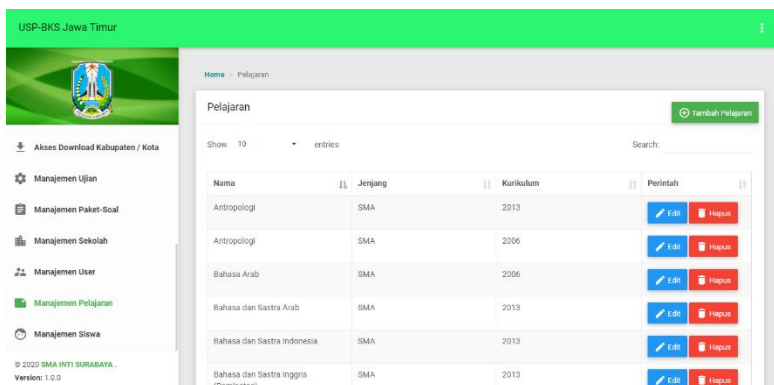 USP-BKS Jawa Timur
Home > Pelajaran
Pelajaran
Tambah Pelajaran
Show 10 entries
Search:
Akses Download Kabupaten / Kota
Manajemen Ujian
Manajemen Paket-Soal
Manajemen Sekolah
Manajemen User
Manajemen Pelajaran
Manajemen Siswa
© 2020 SMA INTI SURABAYA .
Version: 1.0.0
Nama Jenjang Kurikulum Perintah
Antropologi SMA 2013 Edit Hapus
Antropologi SMA 2006 Edit Hapus
Bahasa Arab SMA 2006 Edit Hapus
Bahasa dan Sastra Arab SMA 2013 Edit Hapus
Bahasa dan Sastra Indonesia SMA 2013 Edit Hapus
Bahasa dan Sastra Inggris SMA 2013 Edit Hapus